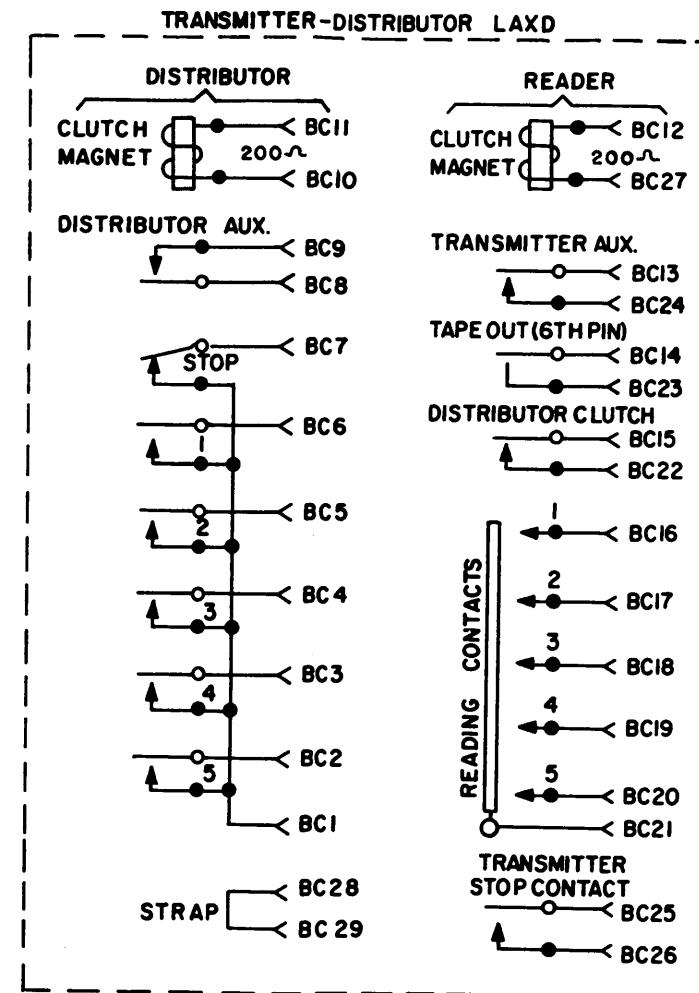 TRANSMITTER-DISTRIBUTOR LAXD
DISTRIBUTOR
CLUTCH
MAGNET
200Ω
BC11
BC10
DISTRIBUTOR AUX.
BC9
BC8
BC7
STOP
BC6
1
BC5
2
BC4
3
BC3
4
BC2
5
BC1
STRAP
BC28
BC29
READER
CLUTCH
MAGNET
200Ω
BC12
BC27
TRANSMITTER AUX.
BC13
BC24
TAPE OUT (6TH PIN)
BC14
BC23
DISTRIBUTOR CLUTCH
BC15
BC22
READING CONTACTS
1
BC16
2
BC17
3
BC18
4
BC19
5
BC20
BC21
TRANSMITTER
STOP CONTACT
BC25
BC26